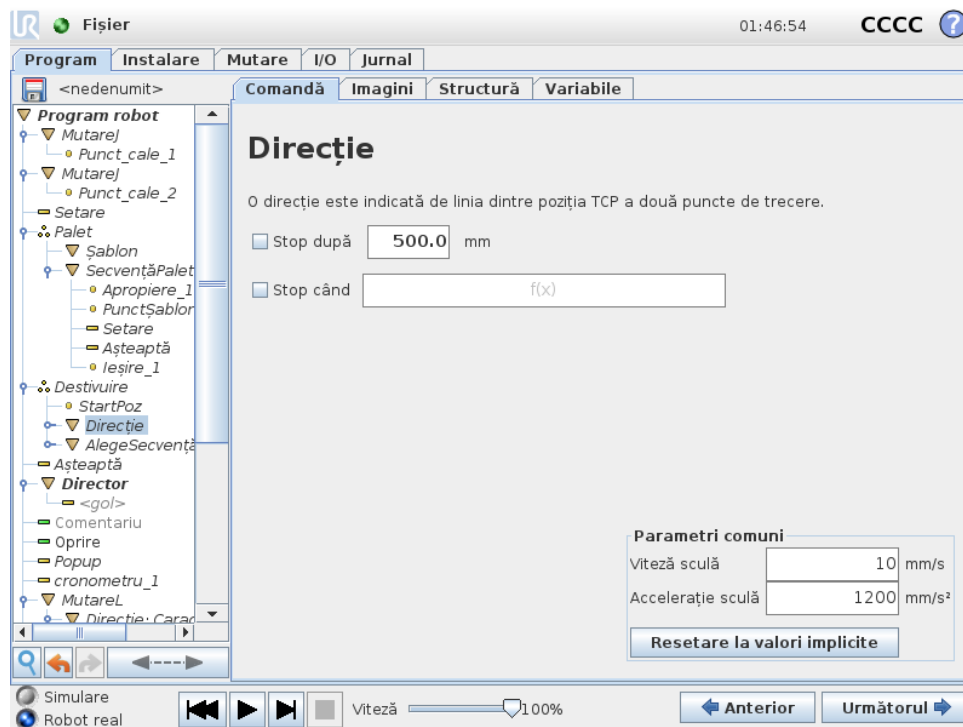 UR Fișier 01:46:54 CCCC ?
Program Instalare Mutare I/O Jurnal
<nedenumit>
Comandă Imagini Structură Variabile
Program robot
MutareJ
Punct_cale_1
MutareJ
Punct_cale_2
Setare
Palet
Șablon
SecvențăPalet
Apropiere_1
PunctȘablon
Setare
Așteaptă
Ieșire_1
Destivuire
StartPoz
Direcție
AlegeSecvență
Așteaptă
Director
<gol>
Comentariu
Oprire
Popup
cronometru_1
MutareL
Direcție: Carac
Direcție
O direcție este indicată de linia dintre poziția TCP a două puncte de trecere.
Stop după 500.0 mm
Stop când f(x)
Parametri comuni
Viteză sculă 10 mm/s
Accelerație sculă 1200 mm/s²
Resetare la valori implicite
Simulare
Robot real
Viteză 100%
Anterior Următorul